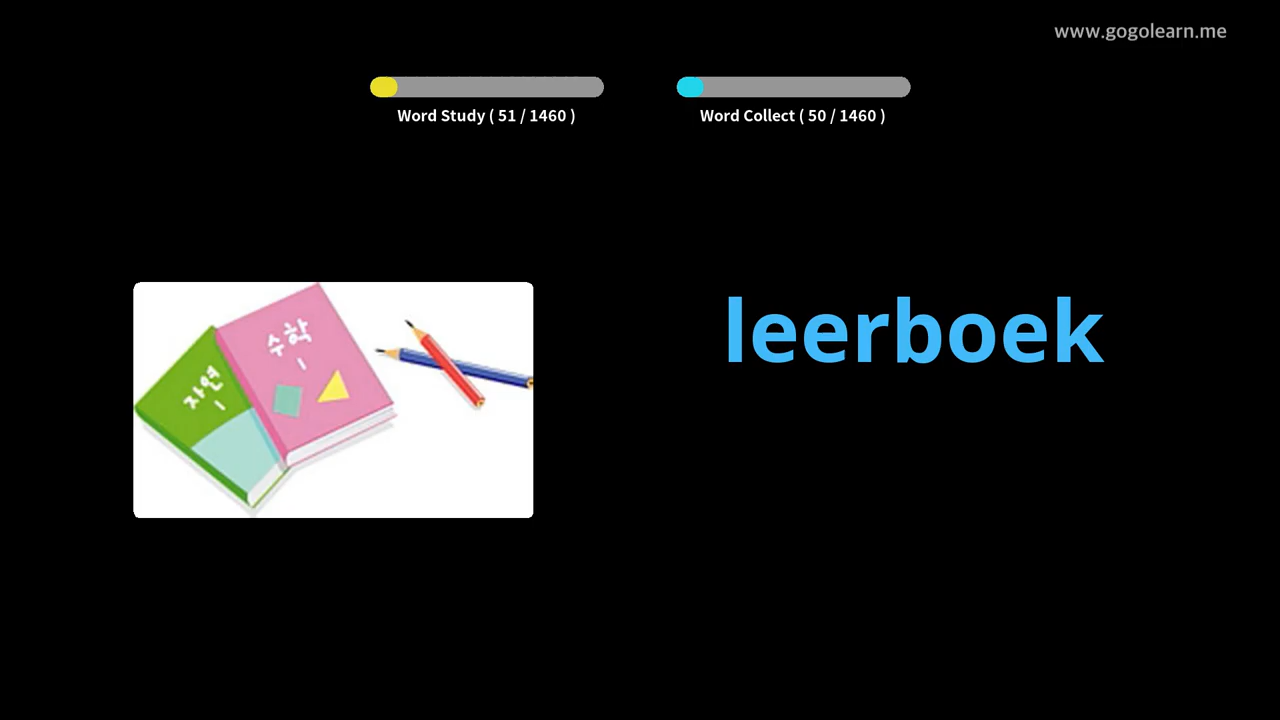 www.gogolearn.me
Word Study ( 51 / 1460 )
Word Collect ( 50 / 1460 )
수학
1
자연
1
leerboek